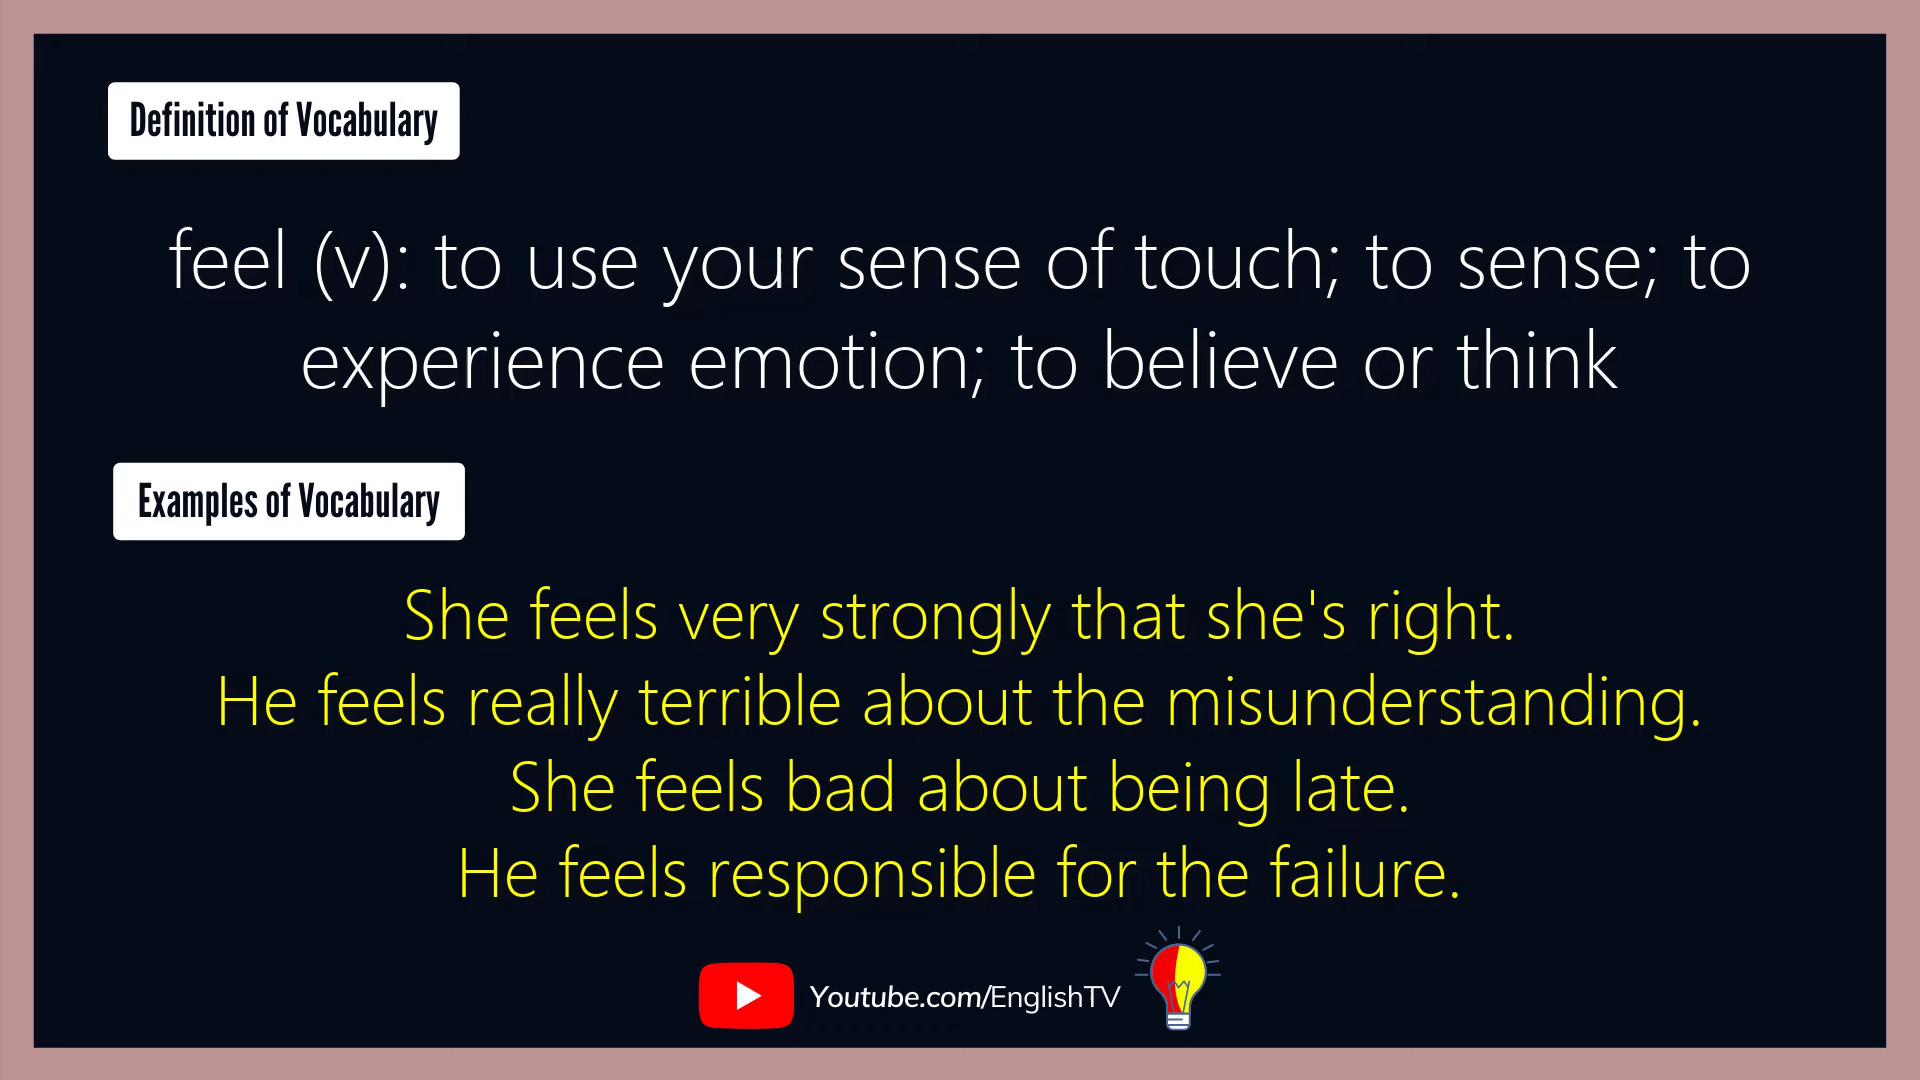 Definition of Vocabulary
feel (v): to use your sense of touch; to sense; to
experience emotion; to believe or think
Examples of Vocabulary
She feels very strongly that she's right.
He feels really terrible about the misunderstanding.
She feels bad about being late.
He feels responsible for the failure.
Youtube.com/EnglishTV